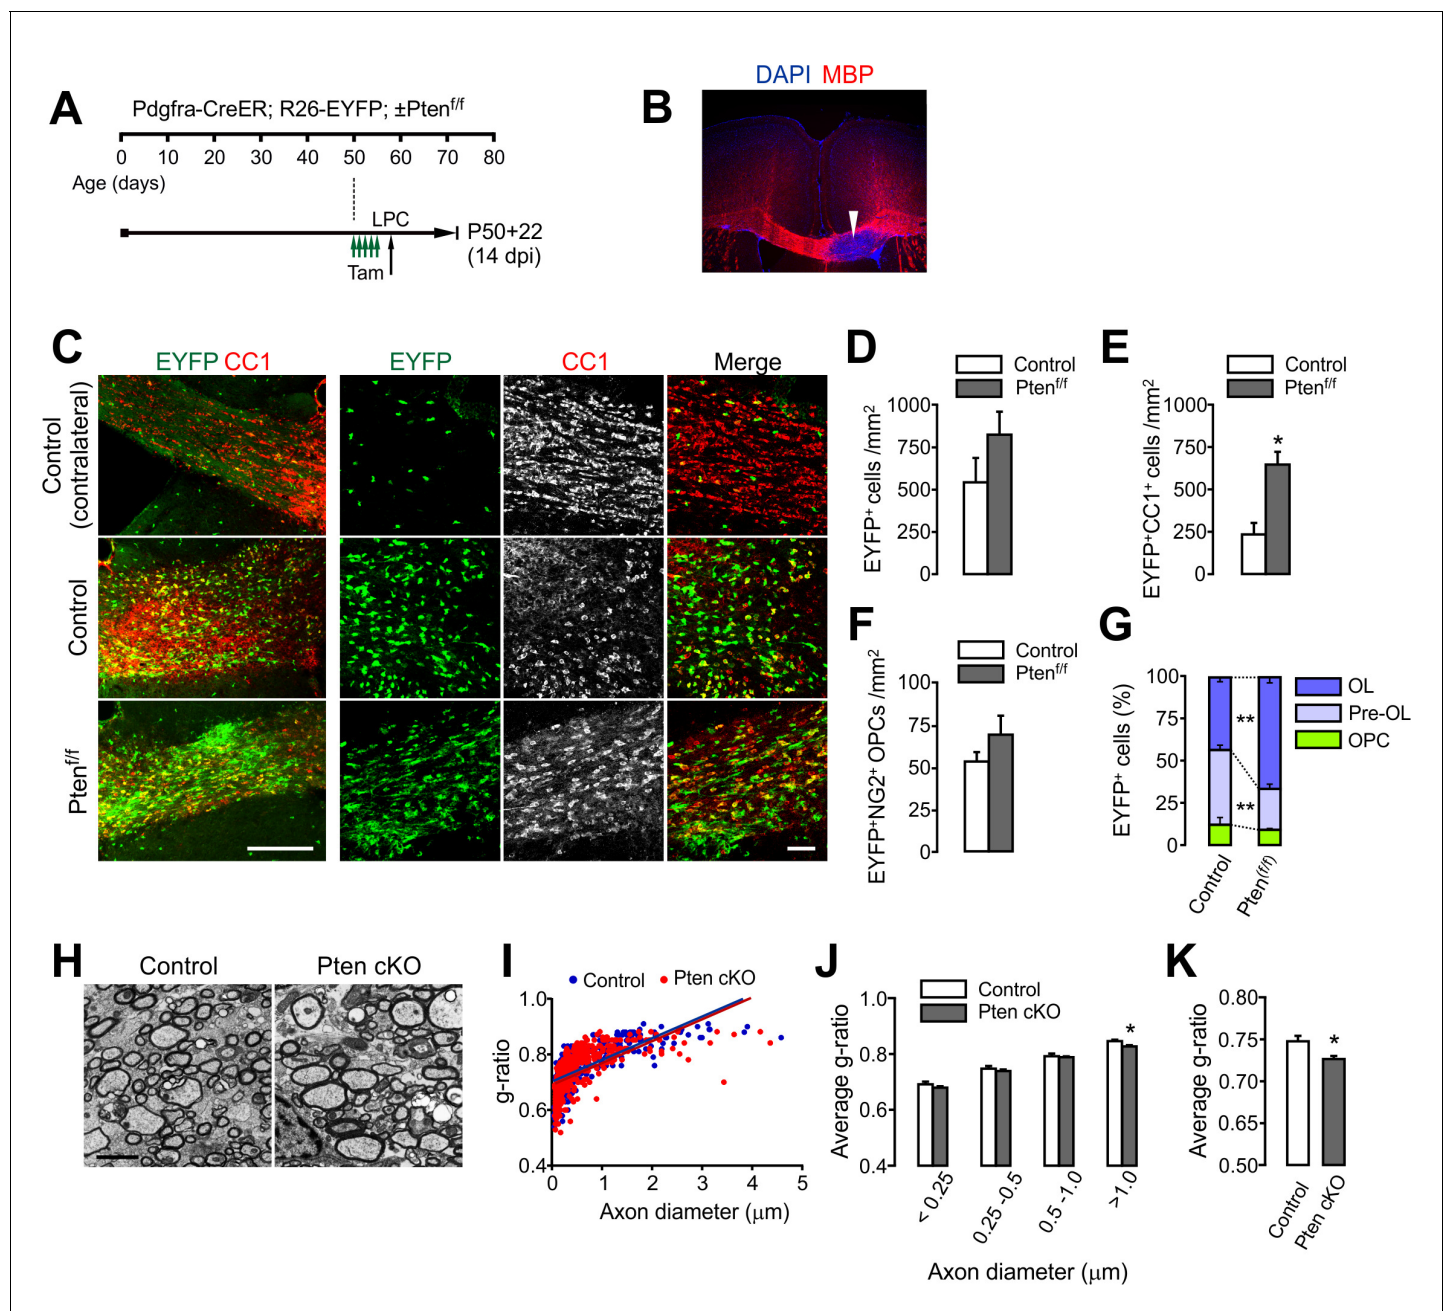 A
Pdgfra-CreER; R26-EYFP; ±Pten^f/f
0 10 20 30 40 50 60 70 80
Age (days)
LPC
Tam
P50+22
(14 dpi)
B
DAPI MBP
C
EYFP CC1
EYFP
CC1
Merge
Control
(contralateral)
Control
Pten^f/f
D
Control
Pten^f/f
EYFP⁺ cells /mm²
1000
750
500
250
0
E
Control
Pten^f/f
EYFP⁺CC1⁺ cells /mm²
1000
750
500
250
0
*
F
Control
Pten^f/f
EYFP⁺NG2⁺ OPCs /mm²
100
75
50
25
0
G
EYFP⁺ cells (%)
100
75
50
25
0
**
**
OL
Pre-OL
OPC
Control
Pten^(f/f)
H
Control
Pten cKO
I
Control
Pten cKO
g-ratio
1.0
0.8
0.6
0.4
0 1 2 3 4 5
Axon diameter (μm)
J
Control
Pten cKO
Average g-ratio
1.0
0.8
0.6
0.4
*
< 0.25
0.25 -0.5
0.5 -1.0
>1.0
Axon diameter (μm)
K
Average g-ratio
0.80
0.75
0.70
0.65
0.50
*
Control
Pten cKO